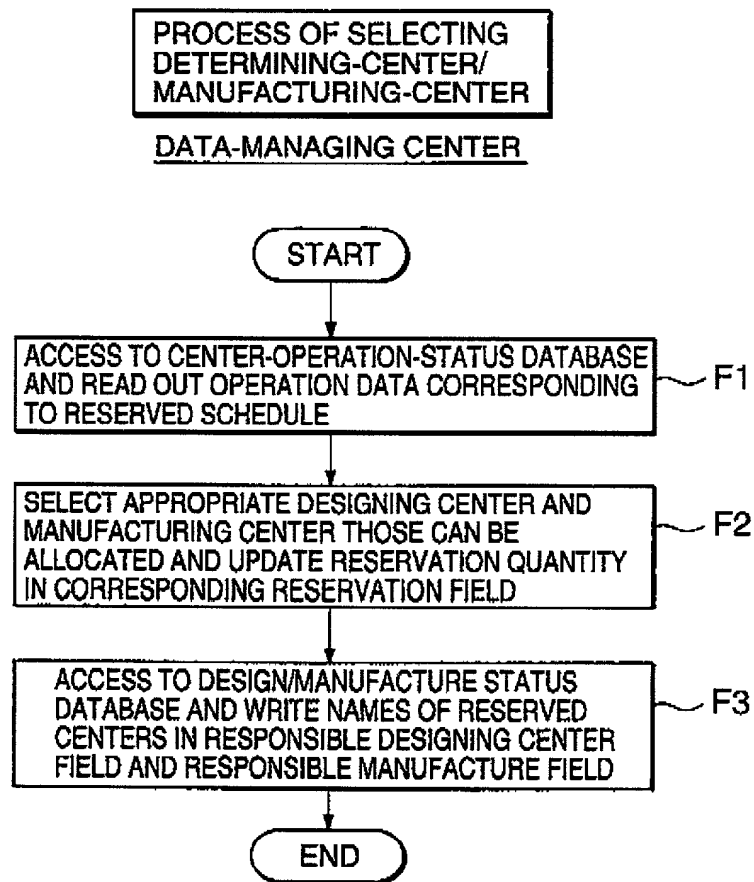 PROCESS OF SELECTING
DETERMINING-CENTER/
MANUFACTURING-CENTER
DATA-MANAGING CENTER
START
ACCESS TO CENTER-OPERATION-STATUS DATABASE
AND READ OUT OPERATION DATA CORRESPONDING
TO RESERVED SCHEDULE
F1
SELECT APPROPRIATE DESIGNING CENTER AND
MANUFACTURING CENTER THOSE CAN BE
ALLOCATED AND UPDATE RESERVATION QUANTITY
IN CORRESPONDING RESERVATION FIELD
F2
ACCESS TO DESIGN/MANUFACTURE STATUS
DATABASE AND WRITE NAMES OF RESERVED
CENTERS IN RESPONSIBLE DESIGNING CENTER
FIELD AND RESPONSIBLE MANUFACTURE FIELD
F3
END